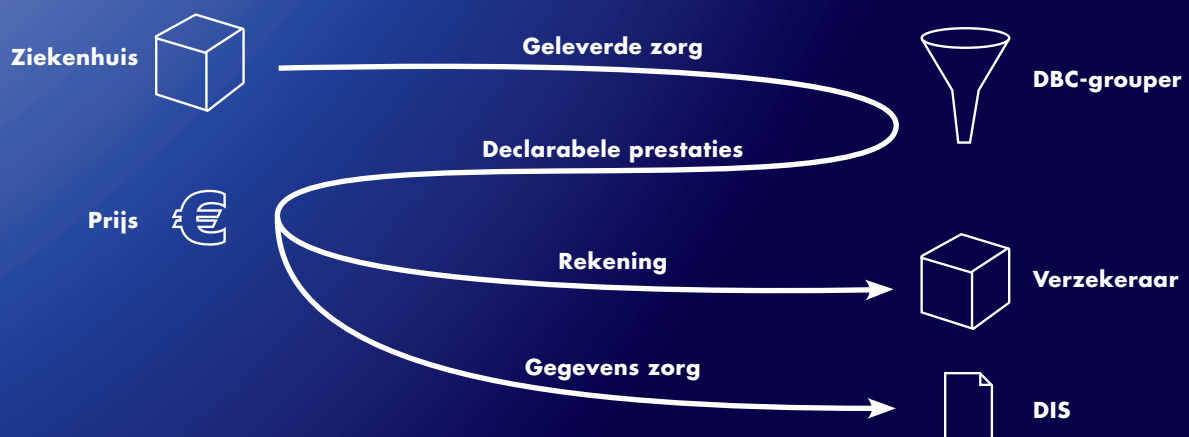 Ziekenhuis
Geleverde zorg
DBC-grouper
Declarabele prestaties
Prijs
€
Rekening
Verzekeraar
Gegevens zorg
DIS